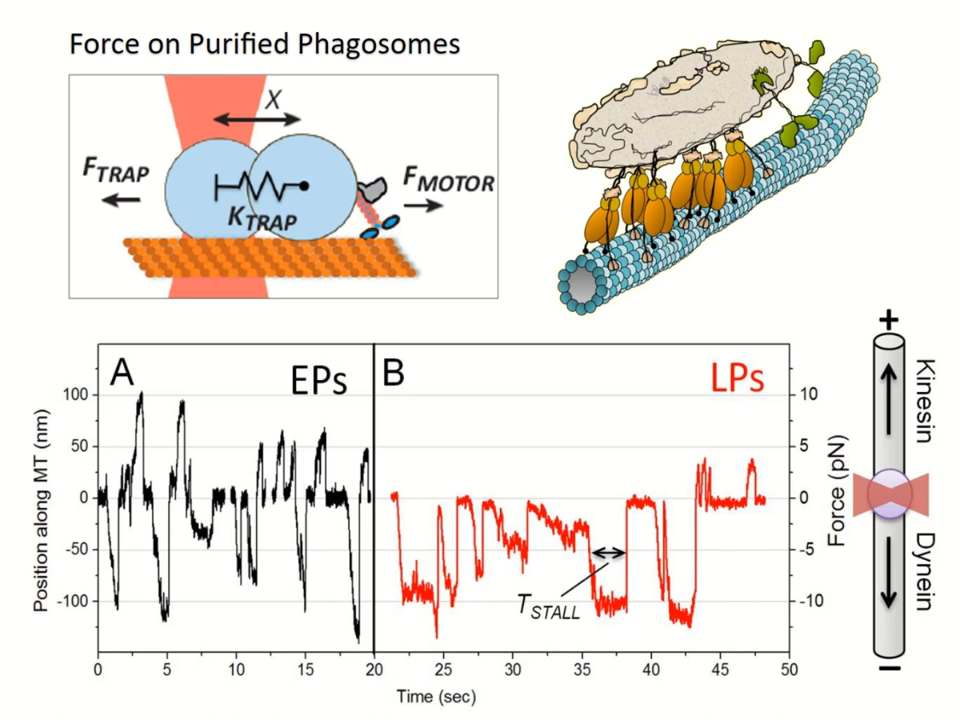 Force on Purified Phagosomes
X
F_TRAP
F_MOTOR
K_TRAP
A
EPs
B
LPs
Position along MT (nm)
100
50
0
-50
-100
10
5
0
-5
-10
Force (pN)
T_STALL
0
5
10
15
20
25
30
35
40
45
50
Time (sec)
+
Kinesin
Dynein
−